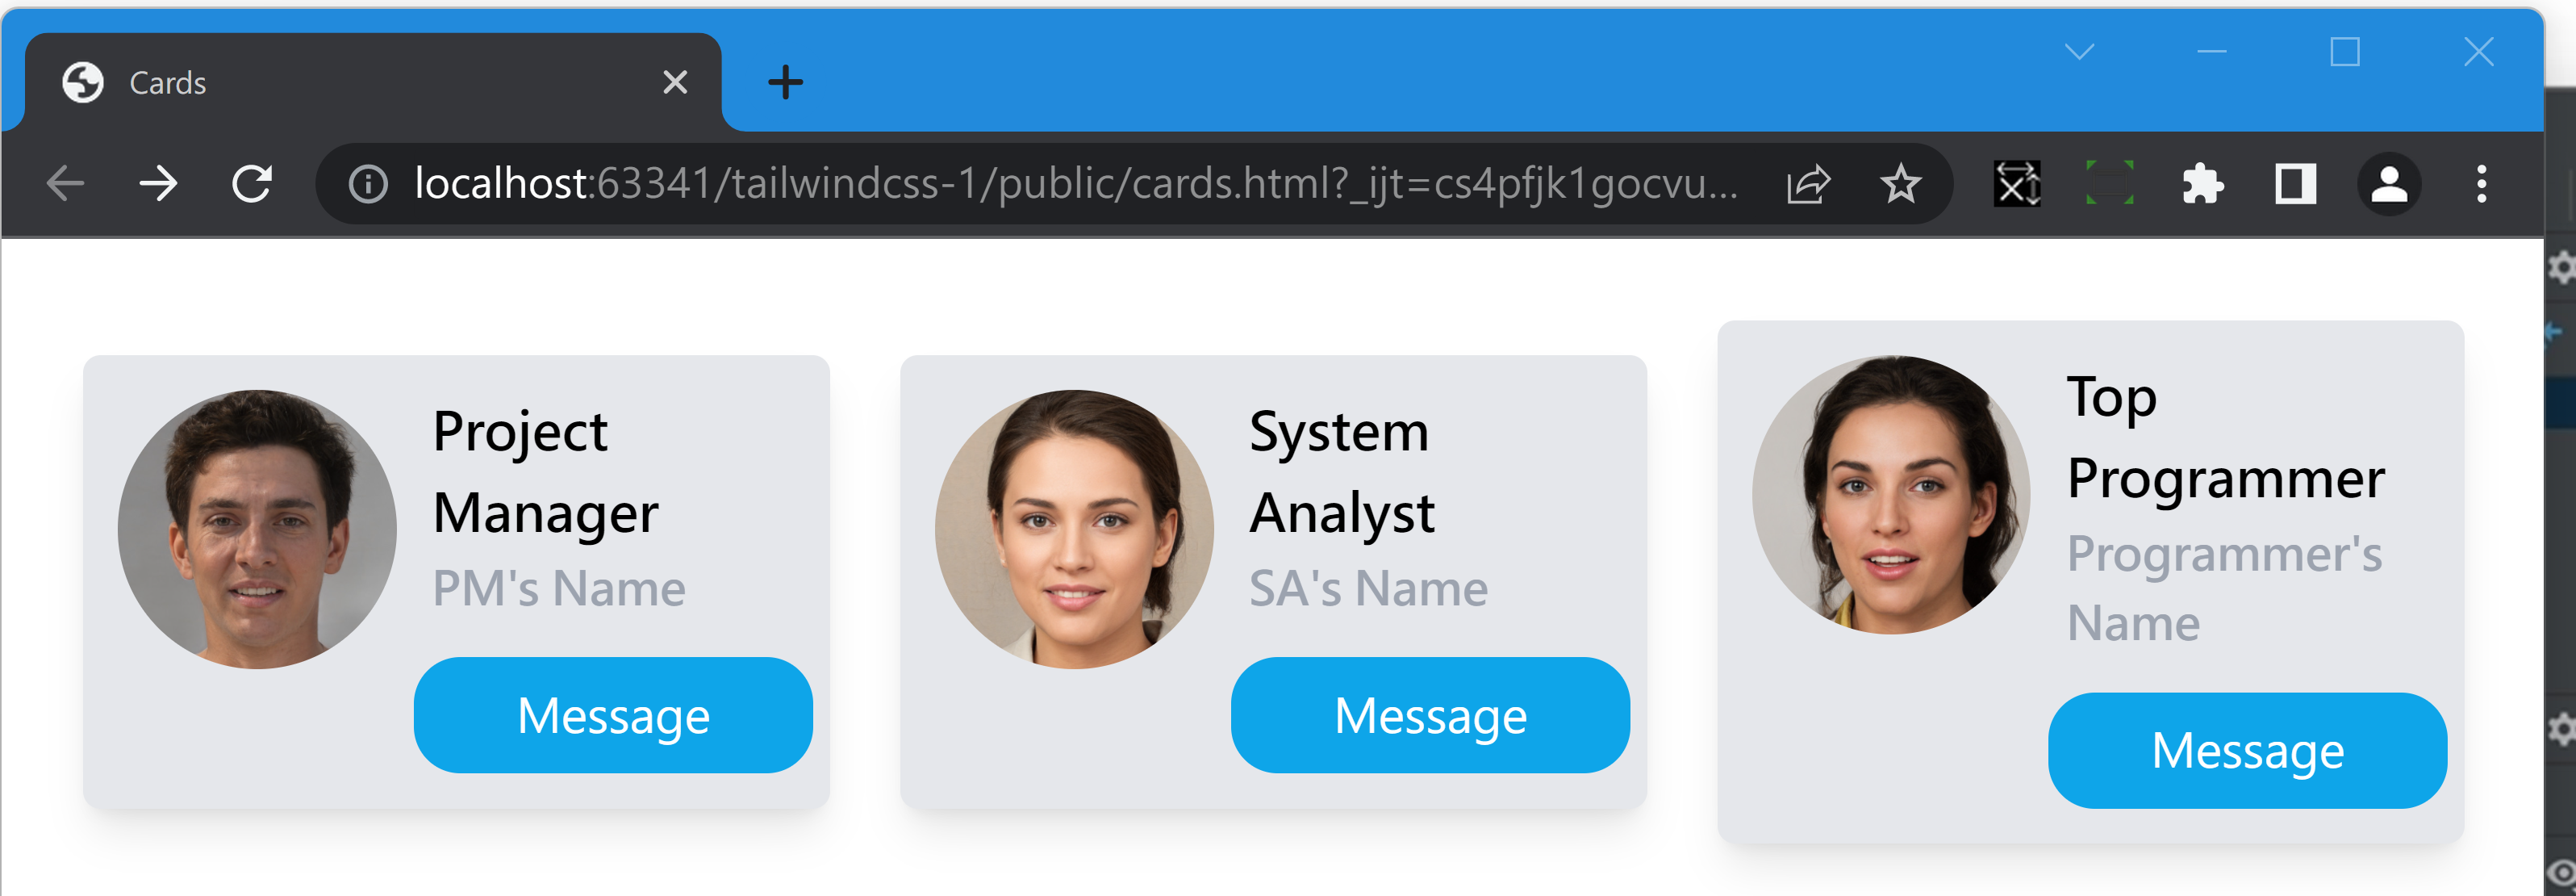 Cards
localhost:63341/tailwindcss-1/public/cards.html?_ijt=cs4pfjk1gocvu...
Project
Manager
PM's Name
Message
System
Analyst
SA's Name
Message
Top
Programmer
Programmer's
Name
Message